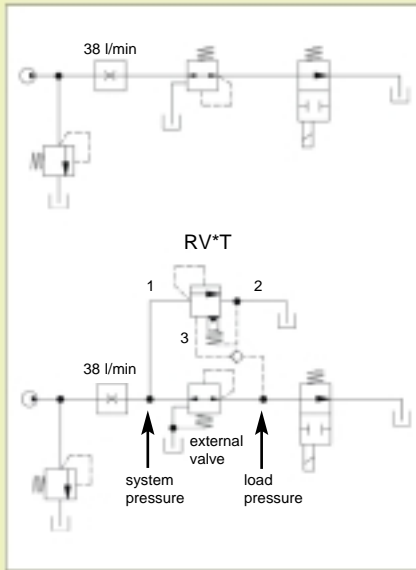 38 l/min
RV*T
1
2
3
38 l/min
external
valve
system
pressure
load
pressure